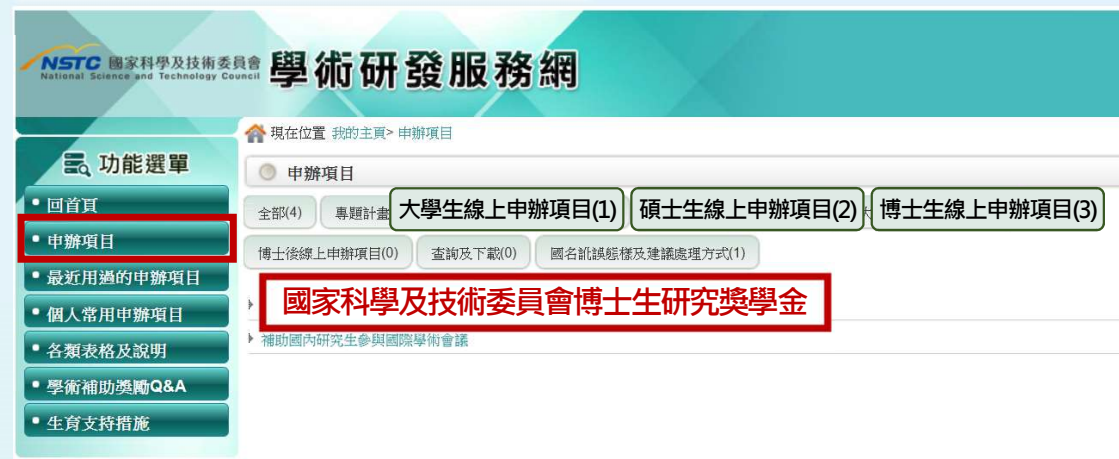 NSTC 國家科學及技術委員會
National Science and Technology Council
學術研發服務網
現在位置 我的主頁> 申辦項目
功能選單
申辦項目
回首頁
全部(4) 專題計畫 大學生線上申辦項目(1) 碩士生線上申辦項目(2) 博士生線上申辦項目(3)
申辦項目
博士後線上申辦項目(0) 查詢及下載(0) 國名訛誤態樣及建議處理方式(1)
最近用過的申辦項目
國家科學及技術委員會博士生研究獎學金
個人常用申辦項目
補助國內研究生參與國際學術會議
各類表格及說明
學術補助獎勵Q&A
生育支持措施